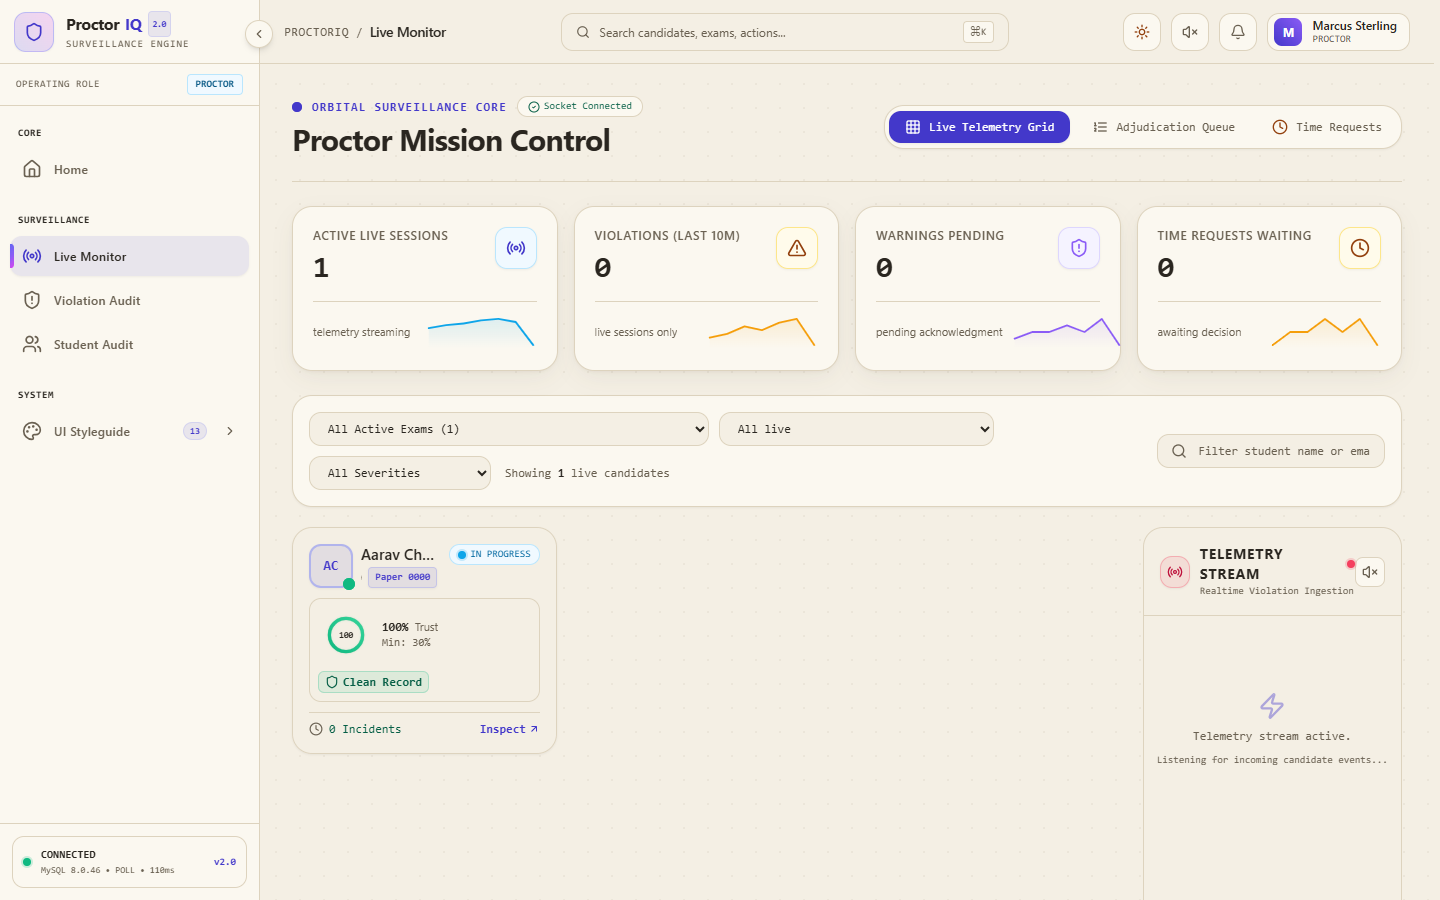 Proctor IQ 2.0
SURVEILLANCE ENGINE
OPERATING ROLE
PROCTOR
CORE
Home
SURVEILLANCE
Live Monitor
Violation Audit
Student Audit
SYSTEM
UI Styleguide
13
CONNECTED
MySQL 8.0.46 • POLL • 110ms
v2.0
PROCTORIQ / Live Monitor
Search candidates, exams, actions...
⌘K
M
Marcus Sterling
PROCTOR
ORBITAL SURVEILLANCE CORE
Socket Connected
Proctor Mission Control
Live Telemetry Grid
Adjudication Queue
Time Requests
ACTIVE LIVE SESSIONS
1
telemetry streaming
VIOLATIONS (LAST 10M)
0
live sessions only
WARNINGS PENDING
0
pending acknowledgment
TIME REQUESTS WAITING
0
awaiting decision
All Active Exams (1)
All live
All Severities
Showing 1 live candidates
Filter student name or ema
AC
Aarav Ch...
IN PROGRESS
Paper 0000
100
100% Trust
Min: 30%
Clean Record
0 Incidents
Inspect
TELEMETRY
STREAM
Realtime Violation Ingestion
Telemetry stream active.
Listening for incoming candidate events...